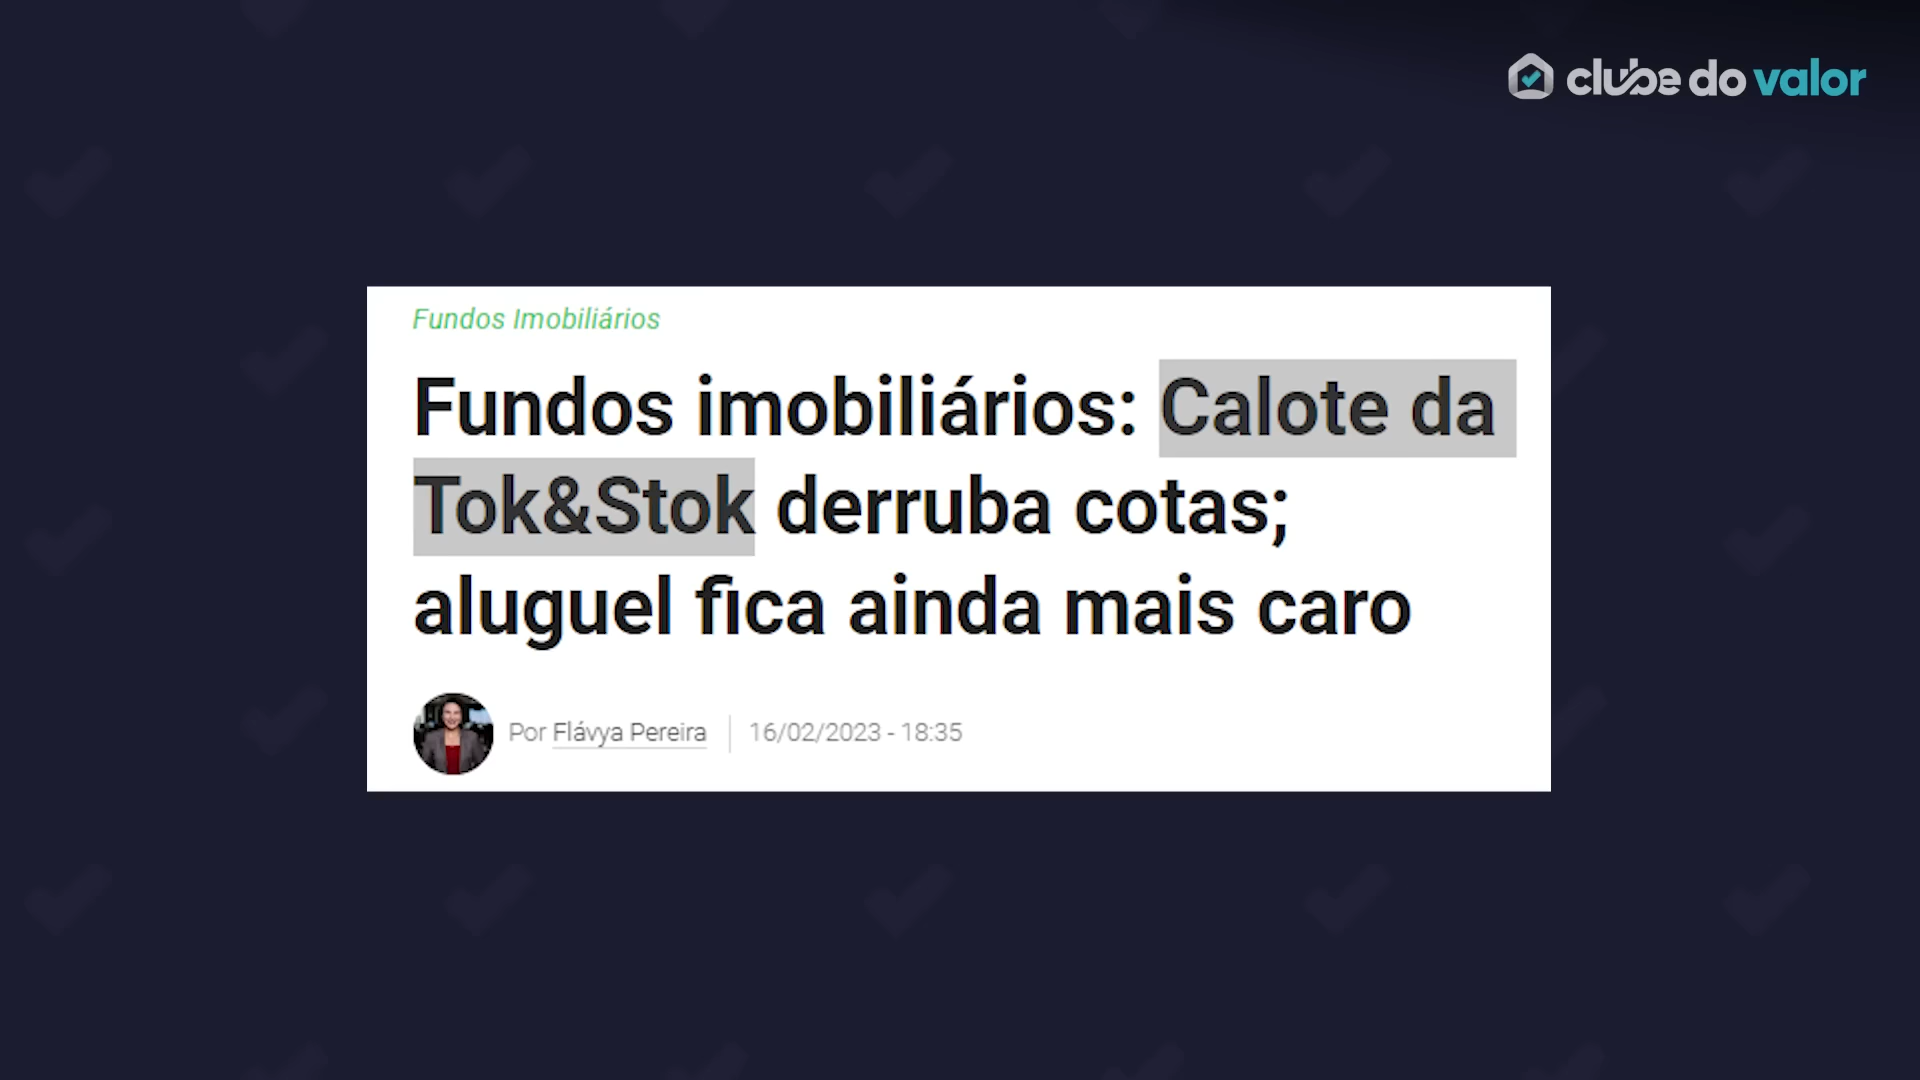 clube do valor
Fundos Imobiliários
Fundos imobiliários: Calote da
Tok&Stok derruba cotas;
aluguel fica ainda mais caro
Por Flávya Pereira 16/02/2023 - 18:35